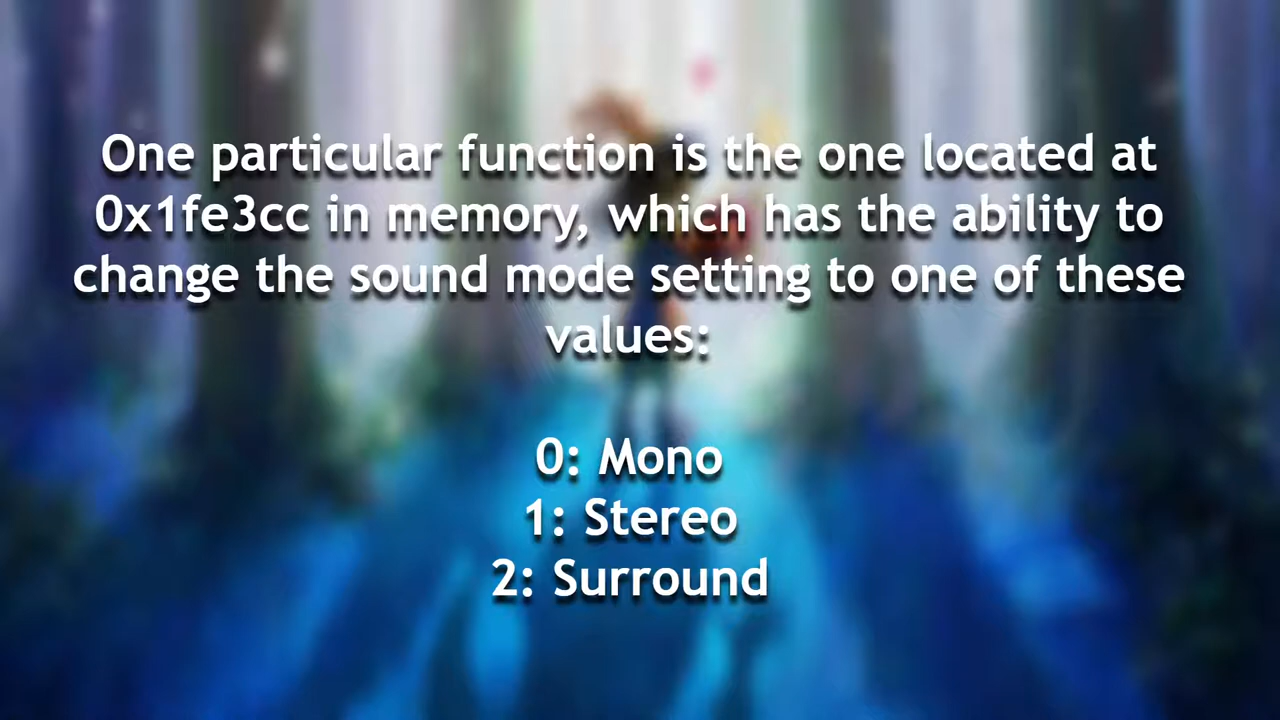 One particular function is the one located at
0x1fe3cc in memory, which has the ability to
change the sound mode setting to one of these
values:
0: Mono
1: Stereo
2: Surround